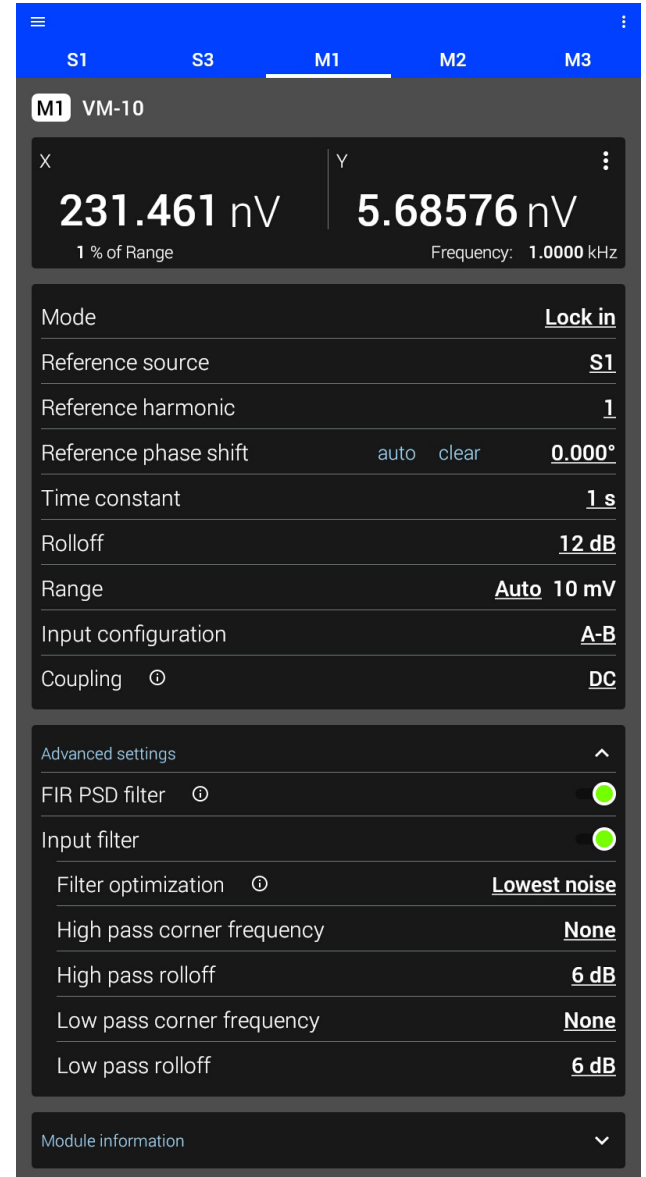 S1 S3 M1 M2 M3
M1 VM-10
X Y
231.461 nV 5.68576 nV
1 % of Range Frequency: 1.0000 kHz
Mode Lock in
Reference source S1
Reference harmonic 1
Reference phase shift auto clear 0.000°
Time constant 1 s
Rolloff 12 dB
Range Auto 10 mV
Input configuration A-B
Coupling DC
Advanced settings
FIR PSD filter
Input filter
Filter optimization Lowest noise
High pass corner frequency None
High pass rolloff 6 dB
Low pass corner frequency None
Low pass rolloff 6 dB
Module information